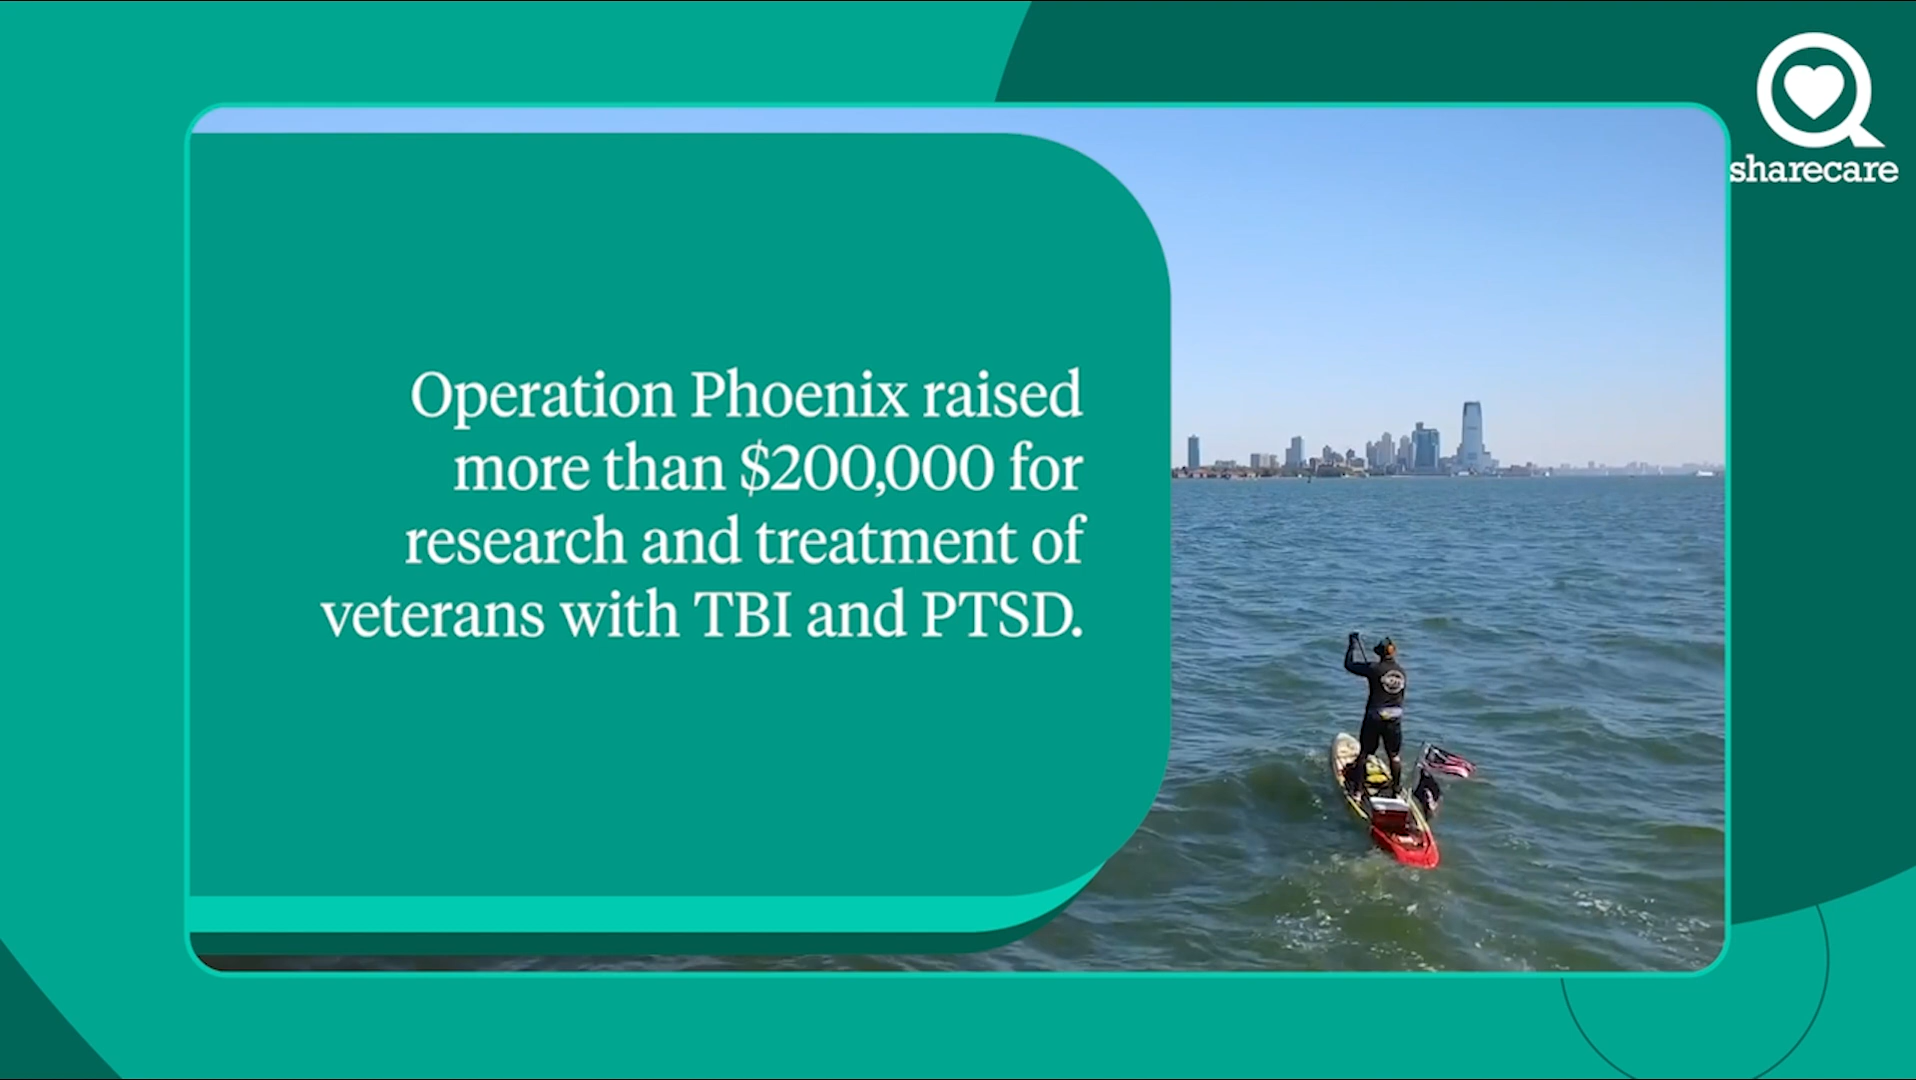 sharecare
Operation Phoenix raised
more than $200,000 for
research and treatment of
veterans with TBI and PTSD.